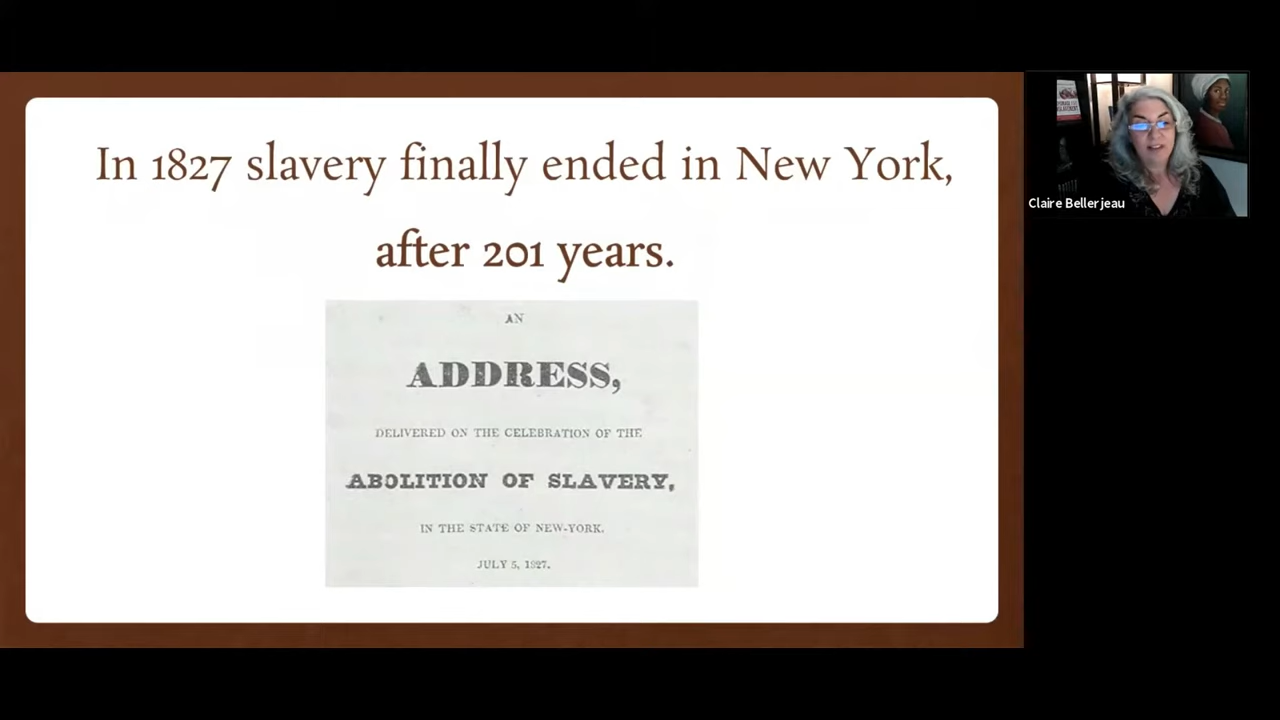 In 1827 slavery finally ended in New York,
after 201 years.
AN
ADDRESS,
DELIVERED ON THE CELEBRATION OF THE
ABOLITION OF SLAVERY,
IN THE STATE OF NEW-YORK.
JULY 5, 1827.
Claire Bellerjeau